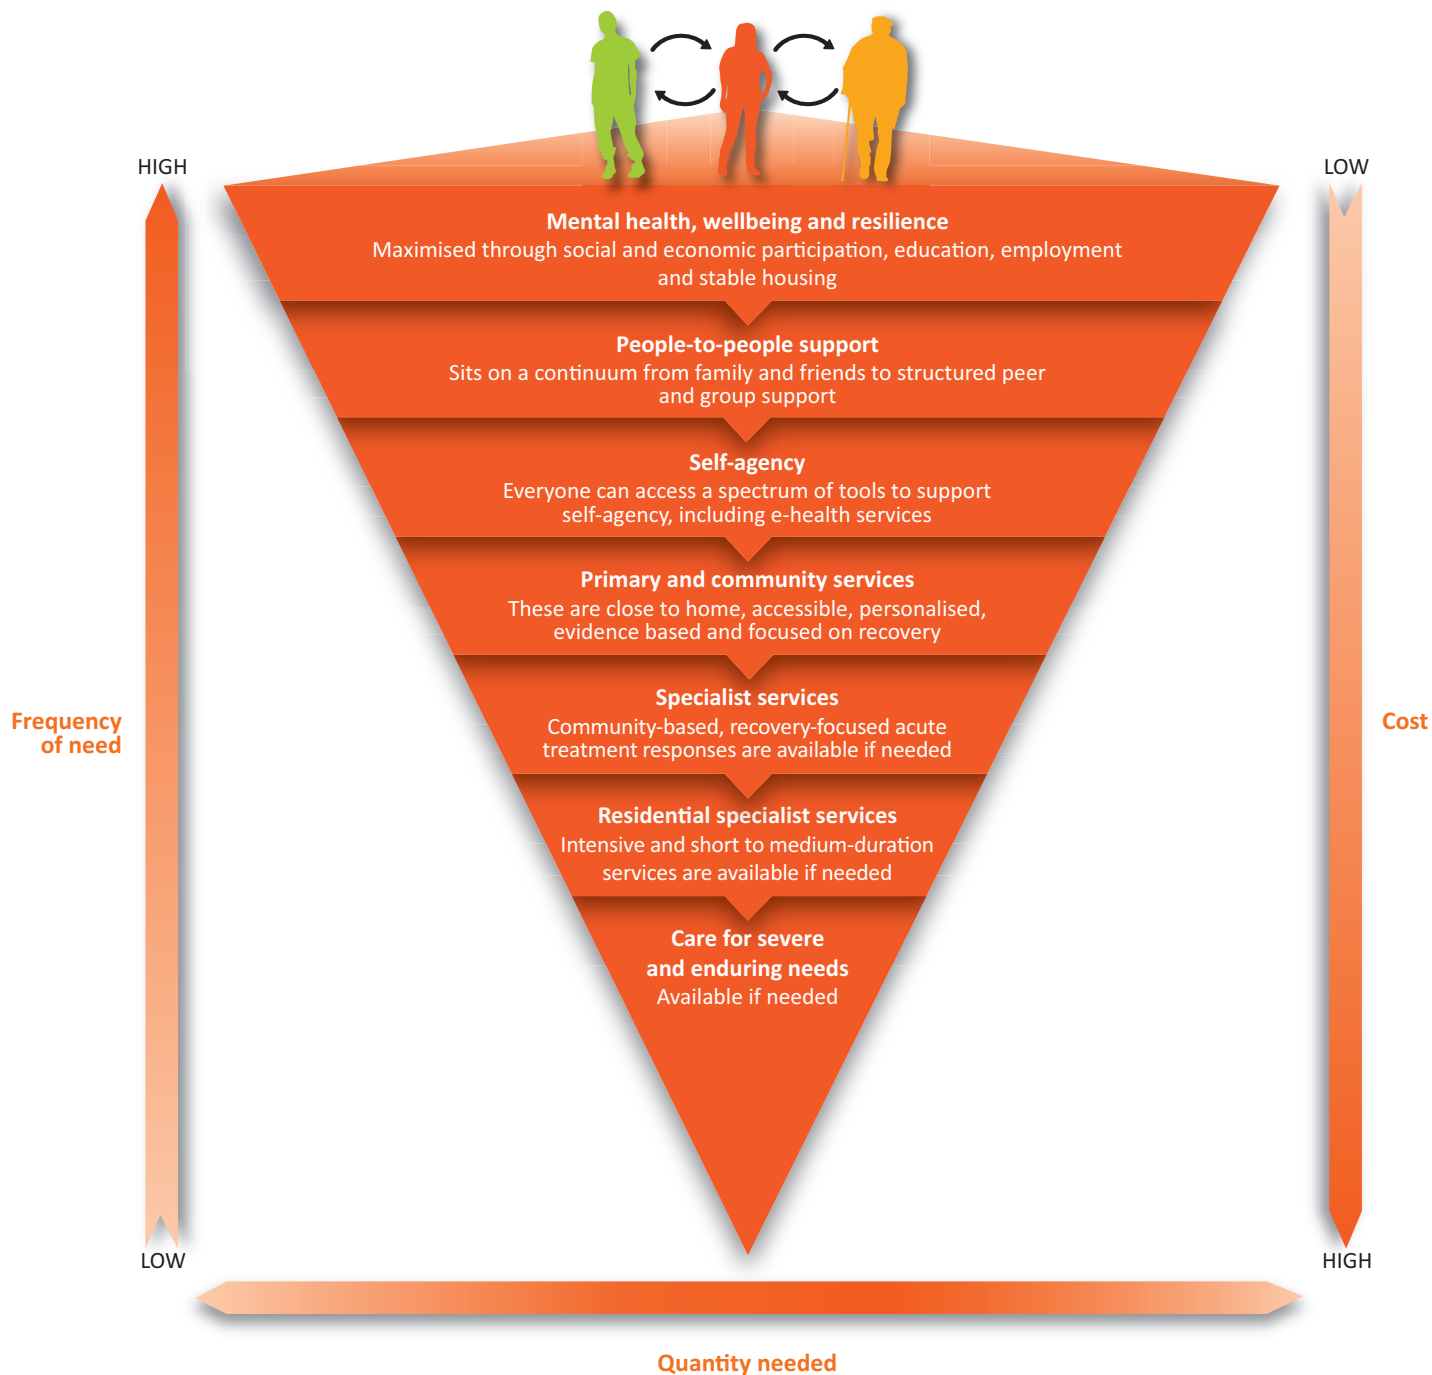 HIGH
LOW
Mental health, wellbeing and resilience
Maximised through social and economic participation, education, employment
and stable housing
People-to-people support
Sits on a continuum from family and friends to structured peer
and group support
Self-agency
Everyone can access a spectrum of tools to support
self-agency, including e-health services
Primary and community services
These are close to home, accessible, personalised,
evidence based and focused on recovery
Specialist services
Community-based, recovery-focused acute
treatment responses are available if needed
Frequency
of need
Cost
Residential specialist services
Intensive and short to medium-duration
services are available if needed
Care for severe
and enduring needs
Available if needed
LOW
HIGH
Quantity needed